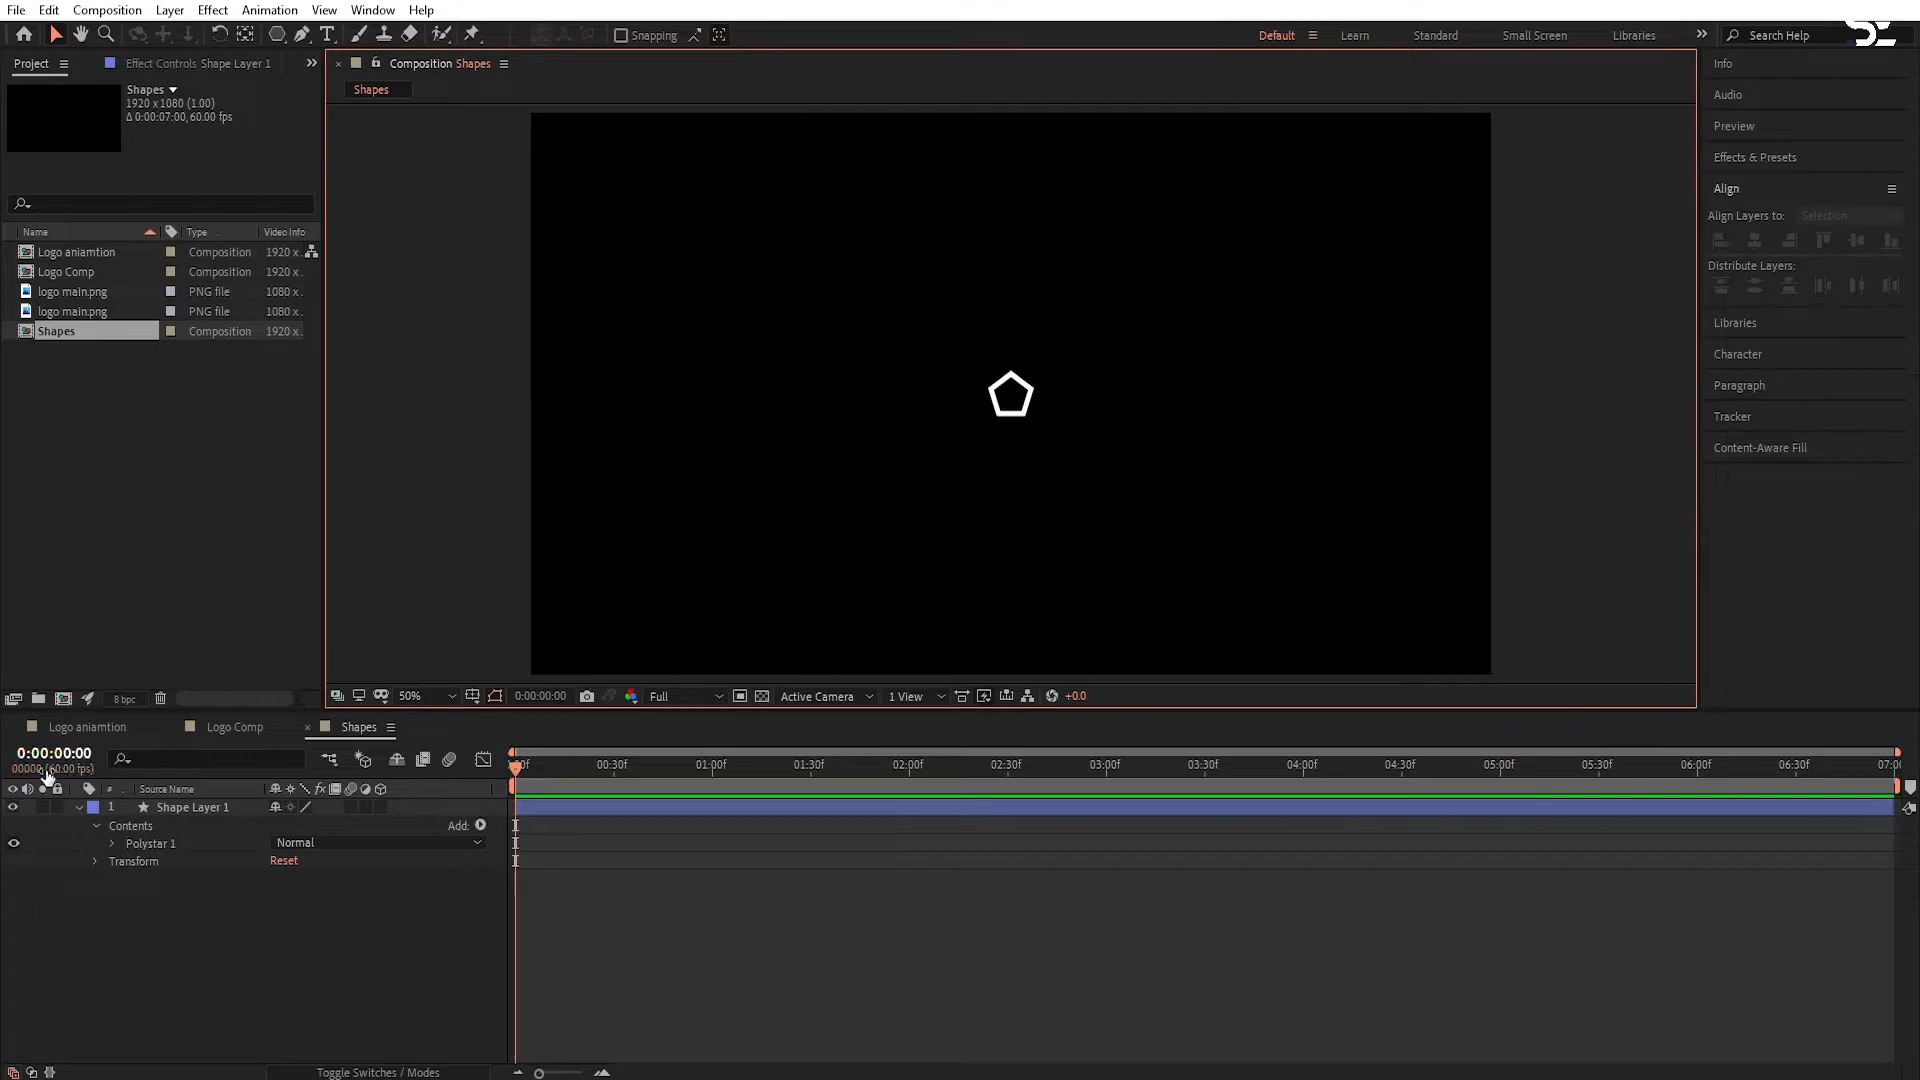 File Edit Composition Layer Effect Animation View Window Help
Snapping Default Learn Standard Small Screen Libraries Search Help
Project Effect Controls Shape Layer 1
Composition Shapes
Shapes
Shapes
1920 x 1080 (1.00)
Δ 0:00:07:00, 60.00 fps
Name Type Video Info
Logo aniamtion Composition 1920 x.
Logo Comp Composition 1920 x.
logo main.png PNG file 1080 x.
logo main.png PNG file 1080 x.
Shapes Composition 1920 x.
Info
Audio
Preview
Effects & Presets
Align
Align Layers to: Selection
Distribute Layers:
Libraries
Character
Paragraph
Tracker
Content-Aware Fill
8 bpc
50% 0:00:00:00 Full Active Camera 1 View +0.0
Logo aniamtion Logo Comp Shapes
0:00:00:00
00000 (60.00 fps)
00:30f 01:00f 01:30f 02:00f 02:30f 03:00f 03:30f 04:00f 04:30f 05:00f 05:30f 06:00f 06:30f 07:0
# Source Name fx
1 Shape Layer 1
Contents Add:
Polystar 1 Normal
Transform Reset
Toggle Switches / Modes